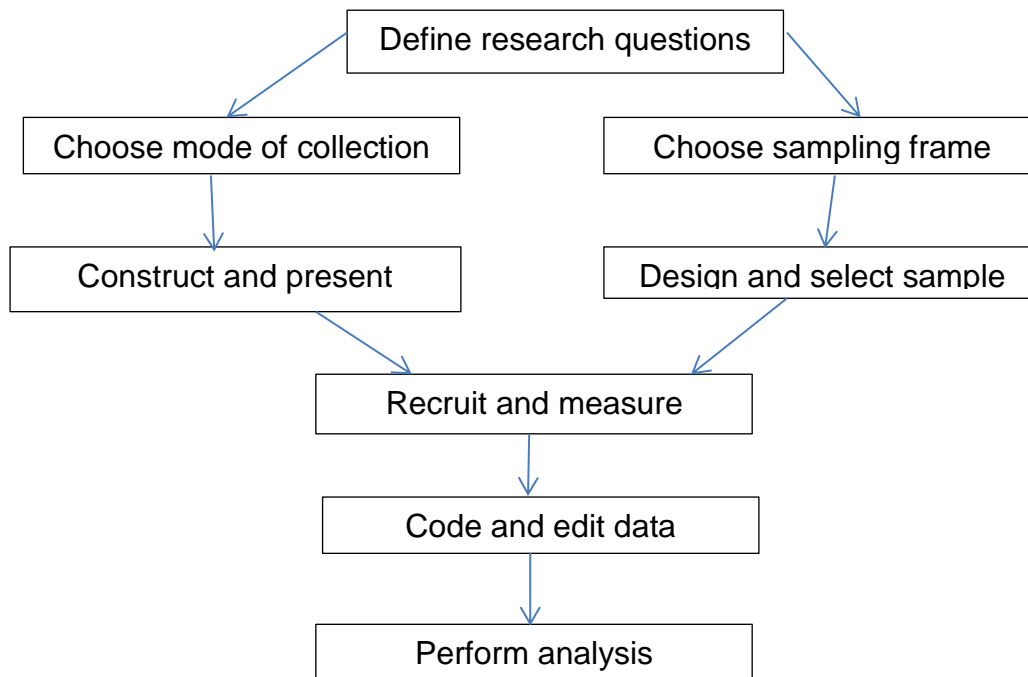 Define research questions
Choose mode of collection
Choose sampling frame
Construct and present
Design and select sample
Recruit and measure
Code and edit data
Perform analysis